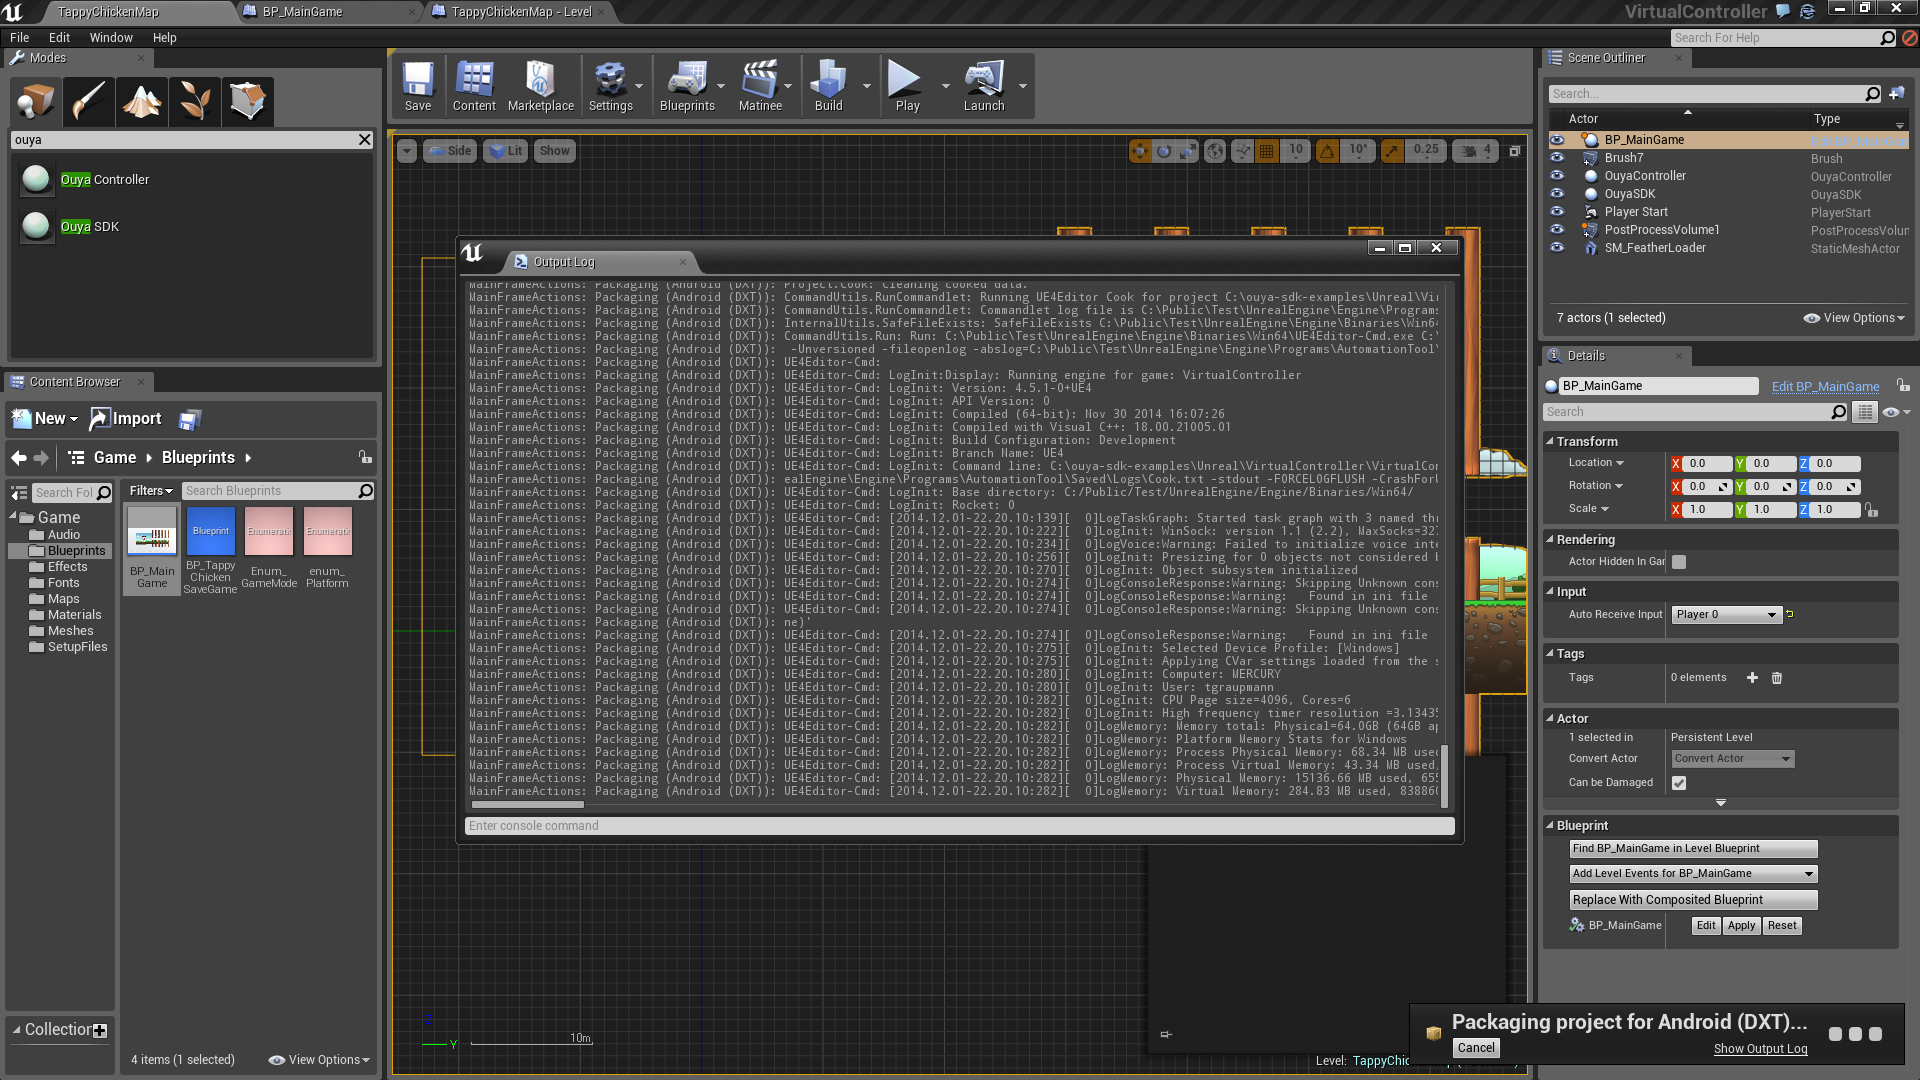 TappyChickenMap
BP_MainGame
TappyChickenMap - Level
VirtualController
File
Edit
Window
Help
Search For Help
Modes
ouya
Ouya Controller
Ouya SDK
Save
Content
Marketplace
Settings
Blueprints
Matinee
Build
Play
Launch
Side
Lit
Show
10
10°
0.25
4
Output Log
MainFrameActions: Packaging (Android (DXT)): Project.Cook: Cleaning cooked data.
MainFrameActions: Packaging (Android (DXT)): CommandUtils.RunCommandlet: Running UE4Editor Cook for project C:\ouya-sdk-examples\Unreal\Vir
MainFrameActions: Packaging (Android (DXT)): CommandUtils.RunCommandlet: Commandlet log file is C:\Public\Test\UnrealEngine\Engine\Programs
MainFrameActions: Packaging (Android (DXT)): InternalUtils.SafeFileExists: SafeFileExists C:\Public\Test\UnrealEngine\Engine\Binaries\Win64
MainFrameActions: Packaging (Android (DXT)): CommandUtils.Run: Run: C:\Public\Test\UnrealEngine\Engine\Binaries\Win64\UE4Editor-Cmd.exe C:\
MainFrameActions: Packaging (Android (DXT)):  -Unversioned -fileopenlog -abslog=C:\Public\Test\UnrealEngine\Engine\Programs\AutomationTool\
MainFrameActions: Packaging (Android (DXT)): UE4Editor-Cmd:
MainFrameActions: Packaging (Android (DXT)): UE4Editor-Cmd: LogInit:Display: Running engine for game: VirtualController
MainFrameActions: Packaging (Android (DXT)): UE4Editor-Cmd: LogInit: Version: 4.5.1-0+UE4
MainFrameActions: Packaging (Android (DXT)): UE4Editor-Cmd: LogInit: API Version: 0
MainFrameActions: Packaging (Android (DXT)): UE4Editor-Cmd: LogInit: Compiled (64-bit): Nov 30 2014 16:07:26
MainFrameActions: Packaging (Android (DXT)): UE4Editor-Cmd: LogInit: Compiled with Visual C++: 18.00.21005.01
MainFrameActions: Packaging (Android (DXT)): UE4Editor-Cmd: LogInit: Build Configuration: Development
MainFrameActions: Packaging (Android (DXT)): UE4Editor-Cmd: LogInit: Branch Name: UE4
MainFrameActions: Packaging (Android (DXT)): UE4Editor-Cmd: LogInit: Command line: C:\ouya-sdk-examples\Unreal\VirtualController\VirtualCon
MainFrameActions: Packaging (Android (DXT)): ealEngine\Engine\Programs\AutomationTool\Saved\Logs\Cook.txt -stdout -FORCELOGFLUSH -CrashForU
MainFrameActions: Packaging (Android (DXT)): UE4Editor-Cmd: LogInit: Base directory: C:/Public/Test/UnrealEngine/Engine/Binaries/Win64/
MainFrameActions: Packaging (Android (DXT)): UE4Editor-Cmd: LogInit: Rocket: 0
MainFrameActions: Packaging (Android (DXT)): UE4Editor-Cmd: [2014.12.01-22.20.10:139][  0]LogTaskGraph: Started task graph with 3 named thr
MainFrameActions: Packaging (Android (DXT)): UE4Editor-Cmd: [2014.12.01-22.20.10:222][  0]LogInit: WinSock: version 1.1 (2.2), MaxSocks=327
MainFrameActions: Packaging (Android (DXT)): UE4Editor-Cmd: [2014.12.01-22.20.10:234][  0]LogVoice:Warning: Failed to initialize voice inte
MainFrameActions: Packaging (Android (DXT)): UE4Editor-Cmd: [2014.12.01-22.20.10:256][  0]LogInit: Presizing for 0 objects not considered b
MainFrameActions: Packaging (Android (DXT)): UE4Editor-Cmd: [2014.12.01-22.20.10:270][  0]LogInit: Object subsystem initialized
MainFrameActions: Packaging (Android (DXT)): UE4Editor-Cmd: [2014.12.01-22.20.10:274][  0]LogConsoleResponse:Warning: Skipping Unknown cons
MainFrameActions: Packaging (Android (DXT)): UE4Editor-Cmd: [2014.12.01-22.20.10:274][  0]LogConsoleResponse:Warning:   Found in ini file
MainFrameActions: Packaging (Android (DXT)): UE4Editor-Cmd: [2014.12.01-22.20.10:274][  0]LogConsoleResponse:Warning: Skipping Unknown cons
MainFrameActions: Packaging (Android (DXT)): ne)'
MainFrameActions: Packaging (Android (DXT)): UE4Editor-Cmd: [2014.12.01-22.20.10:274][  0]LogConsoleResponse:Warning:   Found in ini file
MainFrameActions: Packaging (Android (DXT)): UE4Editor-Cmd: [2014.12.01-22.20.10:275][  0]LogInit: Selected Device Profile: [Windows]
MainFrameActions: Packaging (Android (DXT)): UE4Editor-Cmd: [2014.12.01-22.20.10:275][  0]LogInit: Applying CVar settings loaded from the s
MainFrameActions: Packaging (Android (DXT)): UE4Editor-Cmd: [2014.12.01-22.20.10:280][  0]LogInit: Computer: MERCURY
MainFrameActions: Packaging (Android (DXT)): UE4Editor-Cmd: [2014.12.01-22.20.10:280][  0]LogInit: User: tgraupmann
MainFrameActions: Packaging (Android (DXT)): UE4Editor-Cmd: [2014.12.01-22.20.10:282][  0]LogInit: CPU Page size=4096, Cores=6
MainFrameActions: Packaging (Android (DXT)): UE4Editor-Cmd: [2014.12.01-22.20.10:282][  0]LogInit: High frequency timer resolution =3.13435
MainFrameActions: Packaging (Android (DXT)): UE4Editor-Cmd: [2014.12.01-22.20.10:282][  0]LogMemory: Memory total: Physical=64.0GB (64GB ap
MainFrameActions: Packaging (Android (DXT)): UE4Editor-Cmd: [2014.12.01-22.20.10:282][  0]LogMemory: Platform Memory Stats for Windows
MainFrameActions: Packaging (Android (DXT)): UE4Editor-Cmd: [2014.12.01-22.20.10:282][  0]LogMemory: Process Physical Memory: 68.34 MB used
MainFrameActions: Packaging (Android (DXT)): UE4Editor-Cmd: [2014.12.01-22.20.10:282][  0]LogMemory: Process Virtual Memory: 43.34 MB used,
MainFrameActions: Packaging (Android (DXT)): UE4Editor-Cmd: [2014.12.01-22.20.10:282][  0]LogMemory: Physical Memory: 15136.66 MB used, 655
MainFrameActions: Packaging (Android (DXT)): UE4Editor-Cmd: [2014.12.01-22.20.10:282][  0]LogMemory: Virtual Memory: 284.83 MB used, 838860
Enter console command
Y
10m
Level: TappyChic
Content Browser
New
Import
Game
Blueprints
Search Fol
Filters
Search Blueprints
Game
Audio
Blueprints
Effects
Fonts
Maps
Materials
Meshes
SetupFiles
Blueprint
Enumeratic
Enumeratic
BP_Main
Game
BP_Tappy
Chicken
SaveGame
Enum_
GameMode
enum_
Platform
Collection
4 items (1 selected)
View Options
Scene Outliner
Search...
Actor
Type
BP_MainGame
Brush7
Brush
OuyaController
OuyaController
OuyaSDK
OuyaSDK
Player Start
PlayerStart
PostProcessVolume1
PostProcessVolun
SM_FeatherLoader
StaticMeshActor
7 actors (1 selected)
View Options
Details
BP_MainGame
Edit BP_MainGame
Search
Transform
Location
X 0.0
Y 0.0
Z 0.0
Rotation
X 0.0
Y 0.0
Z 0.0
Scale
X 1.0
Y 1.0
Z 1.0
Rendering
Actor Hidden In Gar
Input
Auto Receive Input
Player 0
Tags
Tags
0 elements
Actor
1 selected in
Persistent Level
Convert Actor
Convert Actor
Can be Damaged
Blueprint
Find BP_MainGame in Level Blueprint
Add Level Events for BP_MainGame
Replace With Composited Blueprint
BP_MainGame
Edit
Apply
Reset
Packaging project for Android (DXT)...
Cancel
Show Output Log